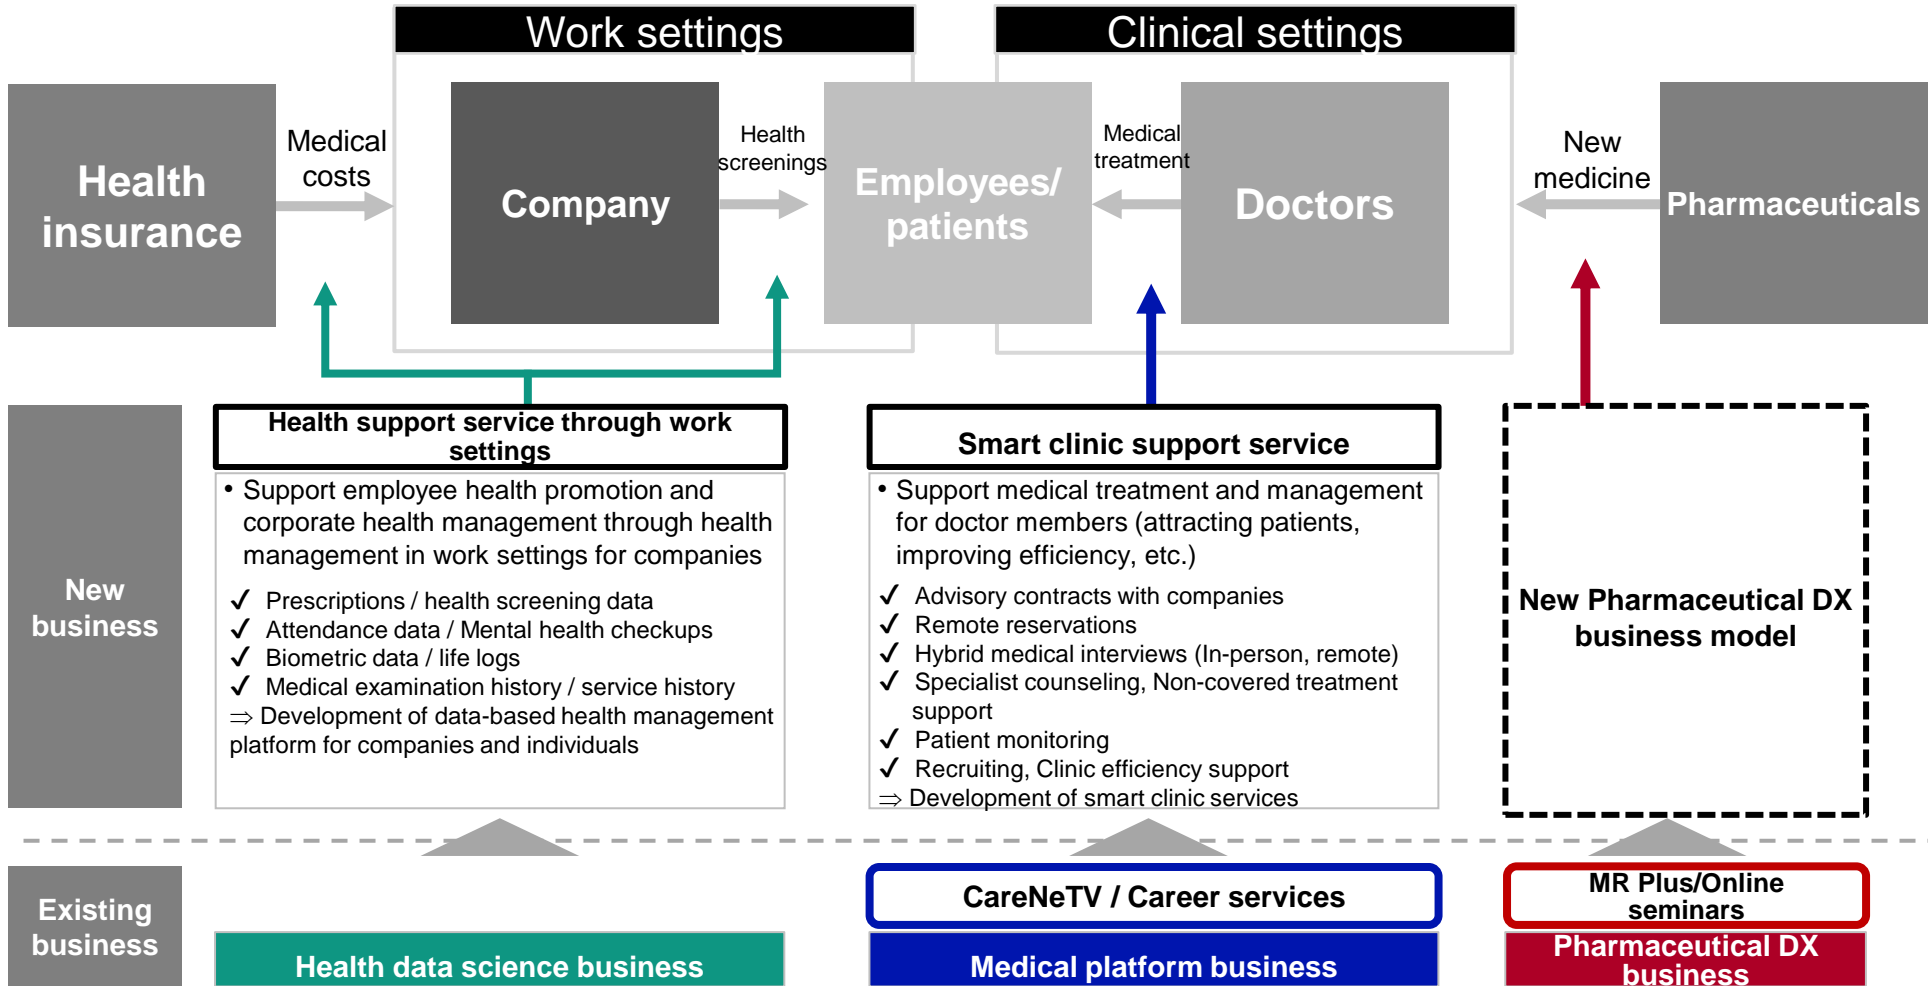 Work settings
Clinical settings
Health
insurance
Medical
costs
Company
Health
screenings
Employees/
patients
Medical
treatment
Doctors
New
medicine
Pharmaceuticals
New
business
Health support service through work
settings
• Support employee health promotion and
corporate health management through health
management in work settings for companies
✓ Prescriptions / health screening data
✓ Attendance data / Mental health checkups
✓ Biometric data / life logs
✓ Medical examination history / service history
⇒ Development of data-based health management
platform for companies and individuals
Smart clinic support service
• Support medical treatment and management
for doctor members (attracting patients,
improving efficiency, etc.)
✓ Advisory contracts with companies
✓ Remote reservations
✓ Hybrid medical interviews (In-person, remote)
✓ Specialist counseling, Non-covered treatment
support
✓ Patient monitoring
✓ Recruiting, Clinic efficiency support
⇒ Development of smart clinic services
New Pharmaceutical DX
business model
Existing
business
Health data science business
CareNeTV / Career services
Medical platform business
MR Plus/Online
seminars
Pharmaceutical DX
business